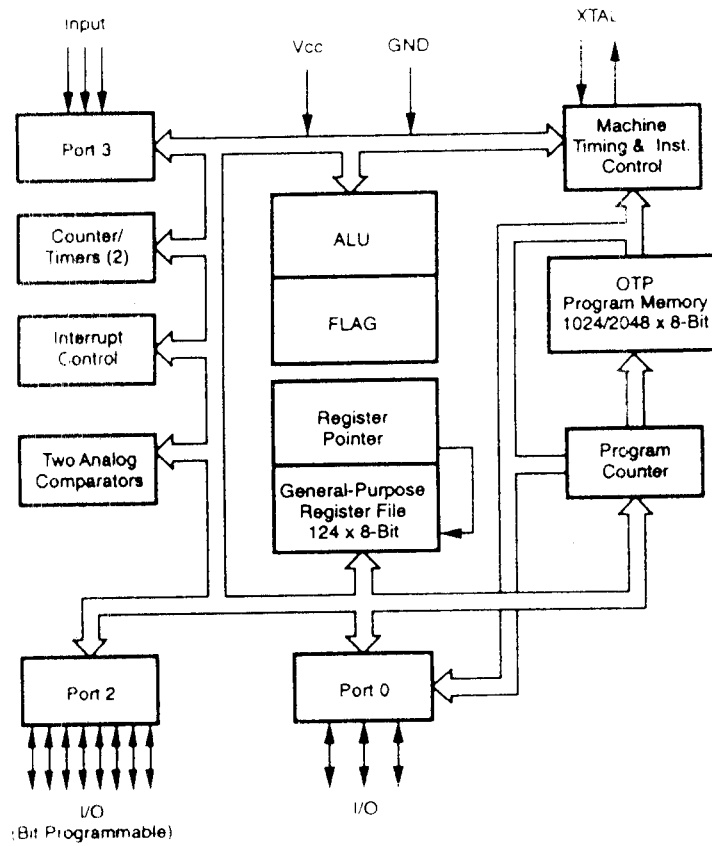 Input
Vcc
GND
XTAL
Port 3
Machine
Timing & Inst.
Control
Counter/
Timers (2)
ALU
OTP
Program Memory
1024/2048 x 8-Bit
FLAG
Interrupt
Control
Register
Pointer
Two Analog
Comparators
Program
Counter
General-Purpose
Register File
124 x 8-Bit
Port 2
Port 0
I/O
(Bit Programmable)
I/O